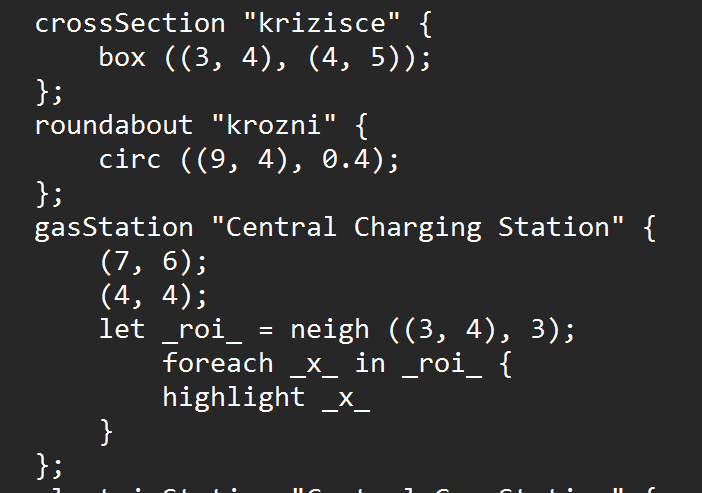 crossSection "krizisce" {
    box ((3, 4), (4, 5));
};
roundabout "krozni" {
    circ ((9, 4), 0.4);
};
gasStation "Central Charging Station" {
    (7, 6);
    (4, 4);
    let _roi_ = neigh ((3, 4), 3);
        foreach _x_ in _roi_ {
        highlight _x_
    }
};